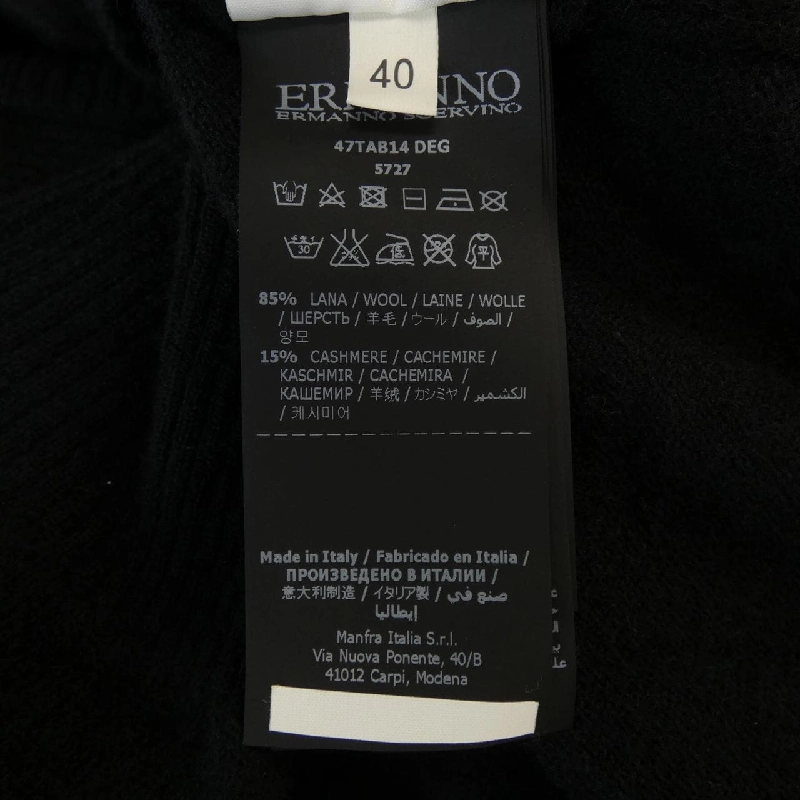 40
ERMANNO
ERMANNO SCERVINO
47TAB14 DEG
5727
30
平
85% LANA / WOOL / LAINE / WOLLE
/ ШЕРСТЬ / 羊毛 / ウール / الصوف /
양모
15% CASHMERE / CACHEMIRE /
KASCHMIR / CACHEMIRA /
КАШЕМИР / 羊绒 / カシミヤ / الكشمير
/ 캐시미어
Made in Italy / Fabricado en Italia /
ПРОИЗВЕДЕНО В ИТАЛИИ /
意大利制造 / イタリア製 / صنع في
إيطاليا
Manfra Italia S.r.l.
Via Nuova Ponente, 40/B
41012 Carpi, Modena